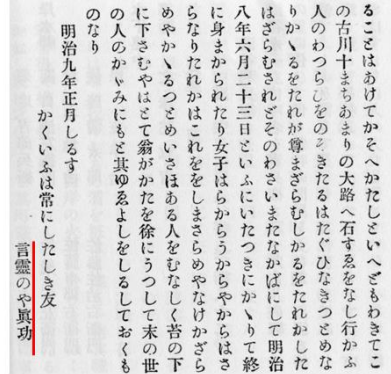 ることはあげてかそへかたしといへどもわきてこ
の古川十まちあまりの大路へ石すゑをなし行かふ
人のわつらひをのぞきたるはたぐひなきつとめな
りかゝるをたれが尊まざらむしかるをたれかした
はざらむされどそのわざいまたなかばにして明治
八年六月二十三日といふにいたつきにかゝりて終
に身まかられたり女子はらからうからやからはさ
らなりたれかはこれををしまさらめやなけかざら
めやかゝるつとめいさほある人をむなしく苔の下
に下さむやはとて翁がかたを徐にうつして末の世
の人のかゞみにもと其ゆゑよしをしるしておくも
のなり
明治九年正月しるす
かくいふは常にしたしき友
言靈のや眞功